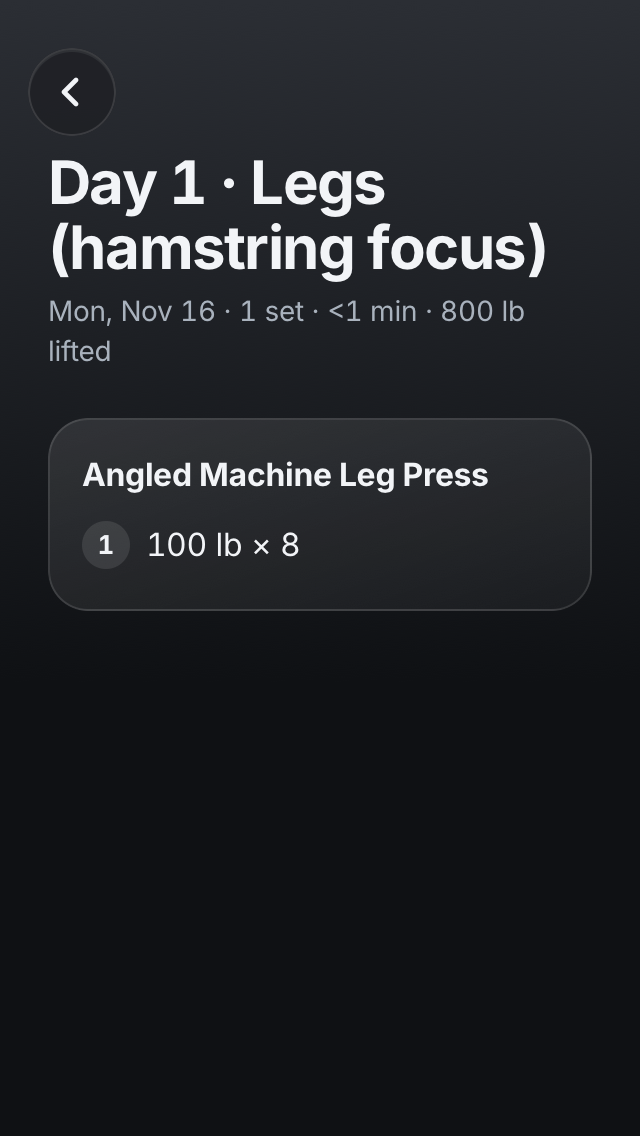 Day 1 · Legs
(hamstring focus)
Mon, Nov 16 · 1 set · <1 min · 800 lb
lifted
Angled Machine Leg Press
1 100 lb × 8